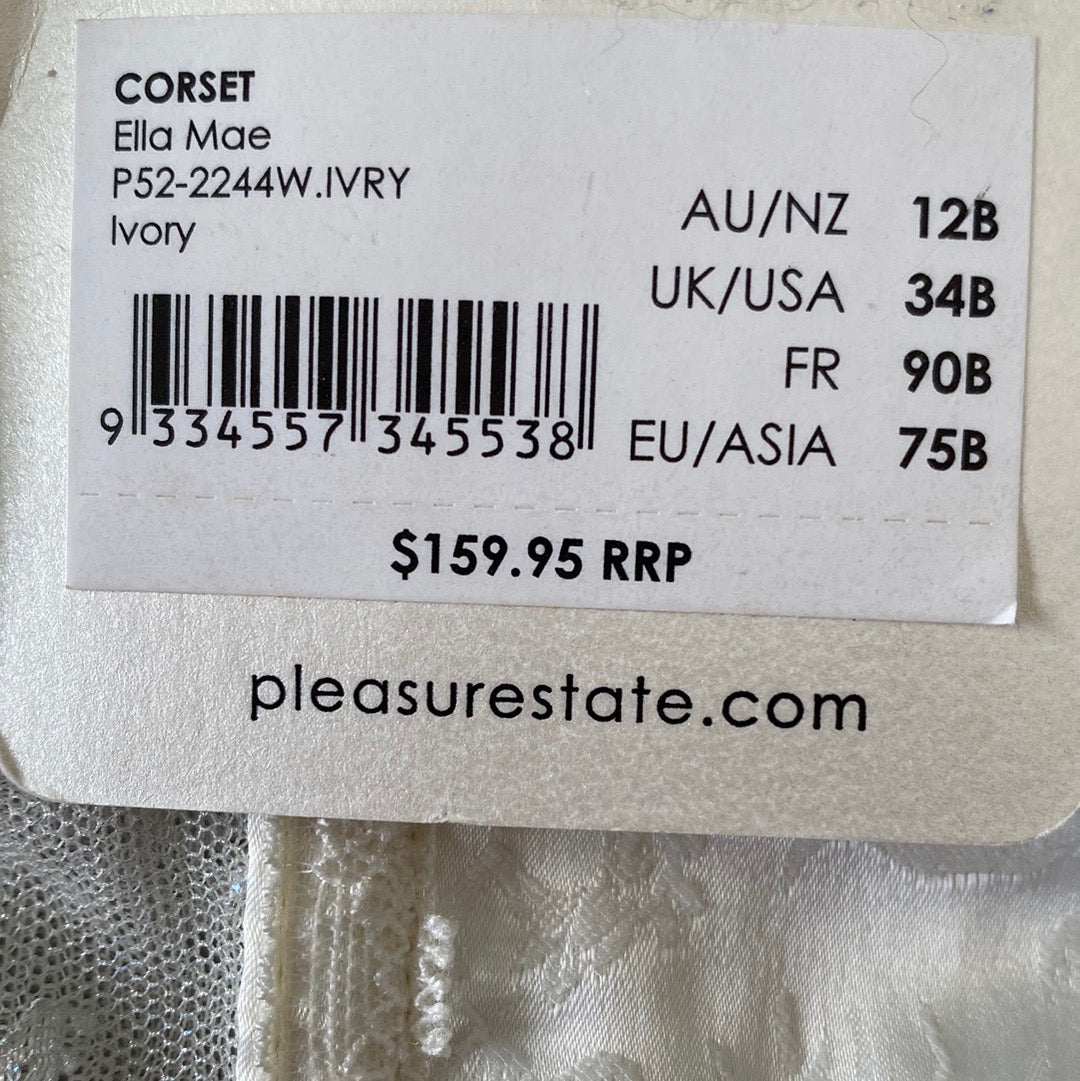 CORSET
Ella Mae
P52-2244W.IVRY
Ivory
AU/NZ 12B
UK/USA 34B
FR 90B
EU/ASIA 75B
9 334557 345538
$159.95 RRP
pleasurestate.com